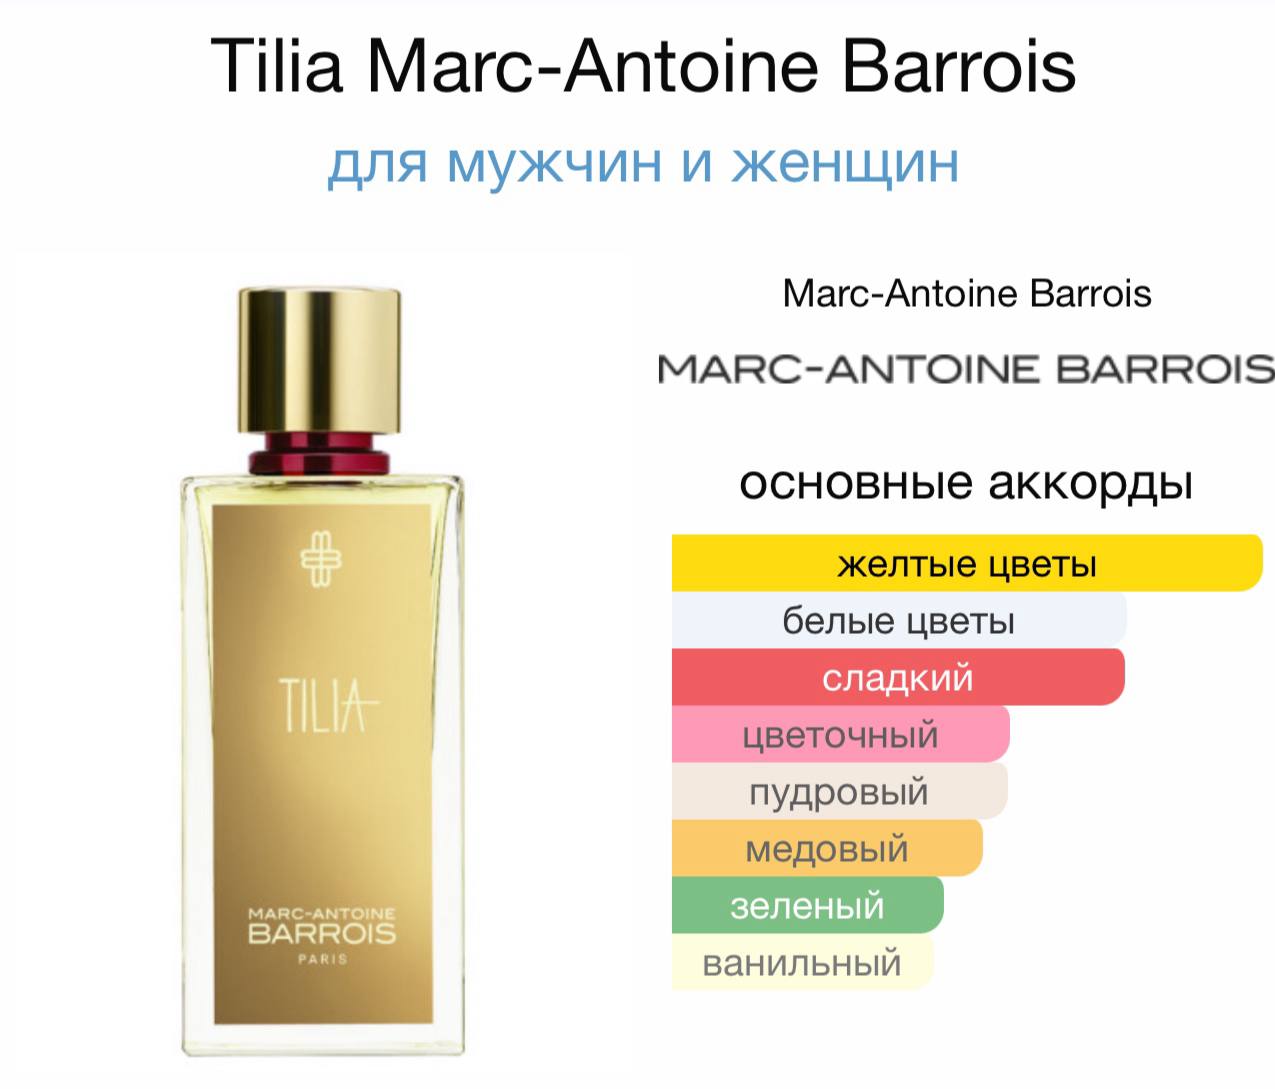 Tilia Marc-Antoine Barrois
для мужчин и женщин
Marc-Antoine Barrois
MARC-ANTOINE BARROIS
основные аккорды
желтые цветы
белые цветы
сладкий
цветочный
пудровый
медовый
зеленый
ванильный
TILIA
MARC-ANTOINE
BARROIS
PARIS